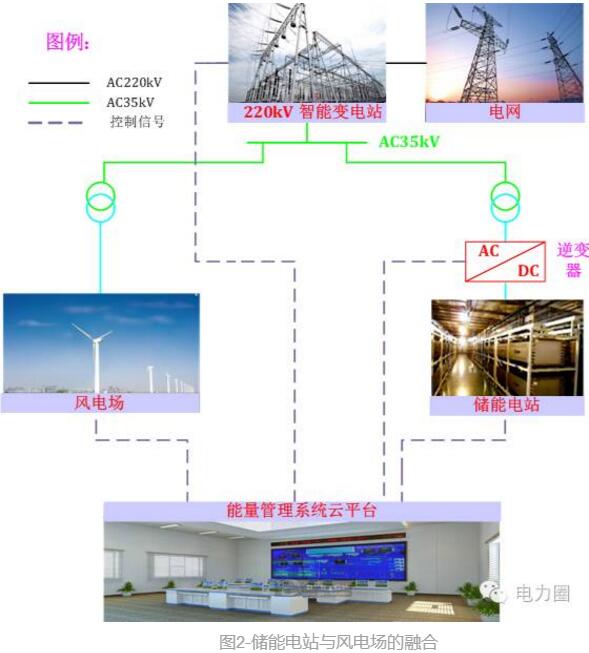 图例：
AC220kV
AC35kV
控制信号
220kV 智能变电站
电网
AC35kV
AC
DC
逆变
器
风电场
储能电站
能量管理系统云平台
电力圈
图2-储能电站与风电场的融合